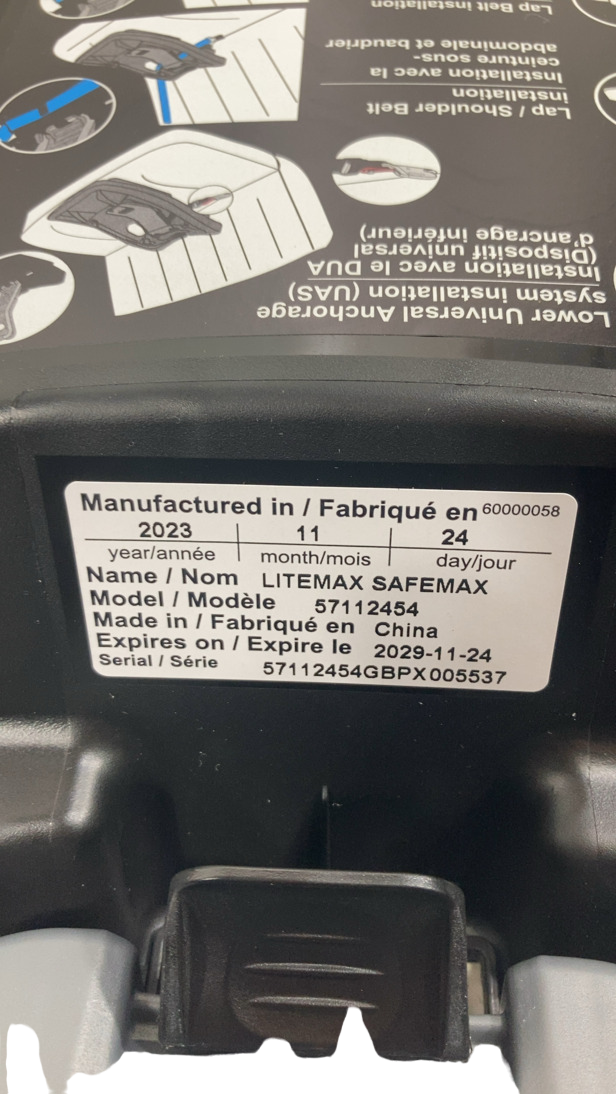 Lower Universal Anchorage
system installation (UAS)
Installation avec le DUA
(Dispositif universel
d'ancrage inférieur)
Lap / Shoulder Belt
installation
Installation avec la
ceinture sous-
abdominale et baudrier
Lap Belt installation
Manufactured in / Fabriqué en 60000058
2023 11 24
year/année month/mois day/jour
Name / Nom LITEMAX SAFEMAX
Model / Modèle 57112454
Made in / Fabriqué en China
Expires on / Expire le 2029-11-24
Serial / Série 57112454GBPX005537